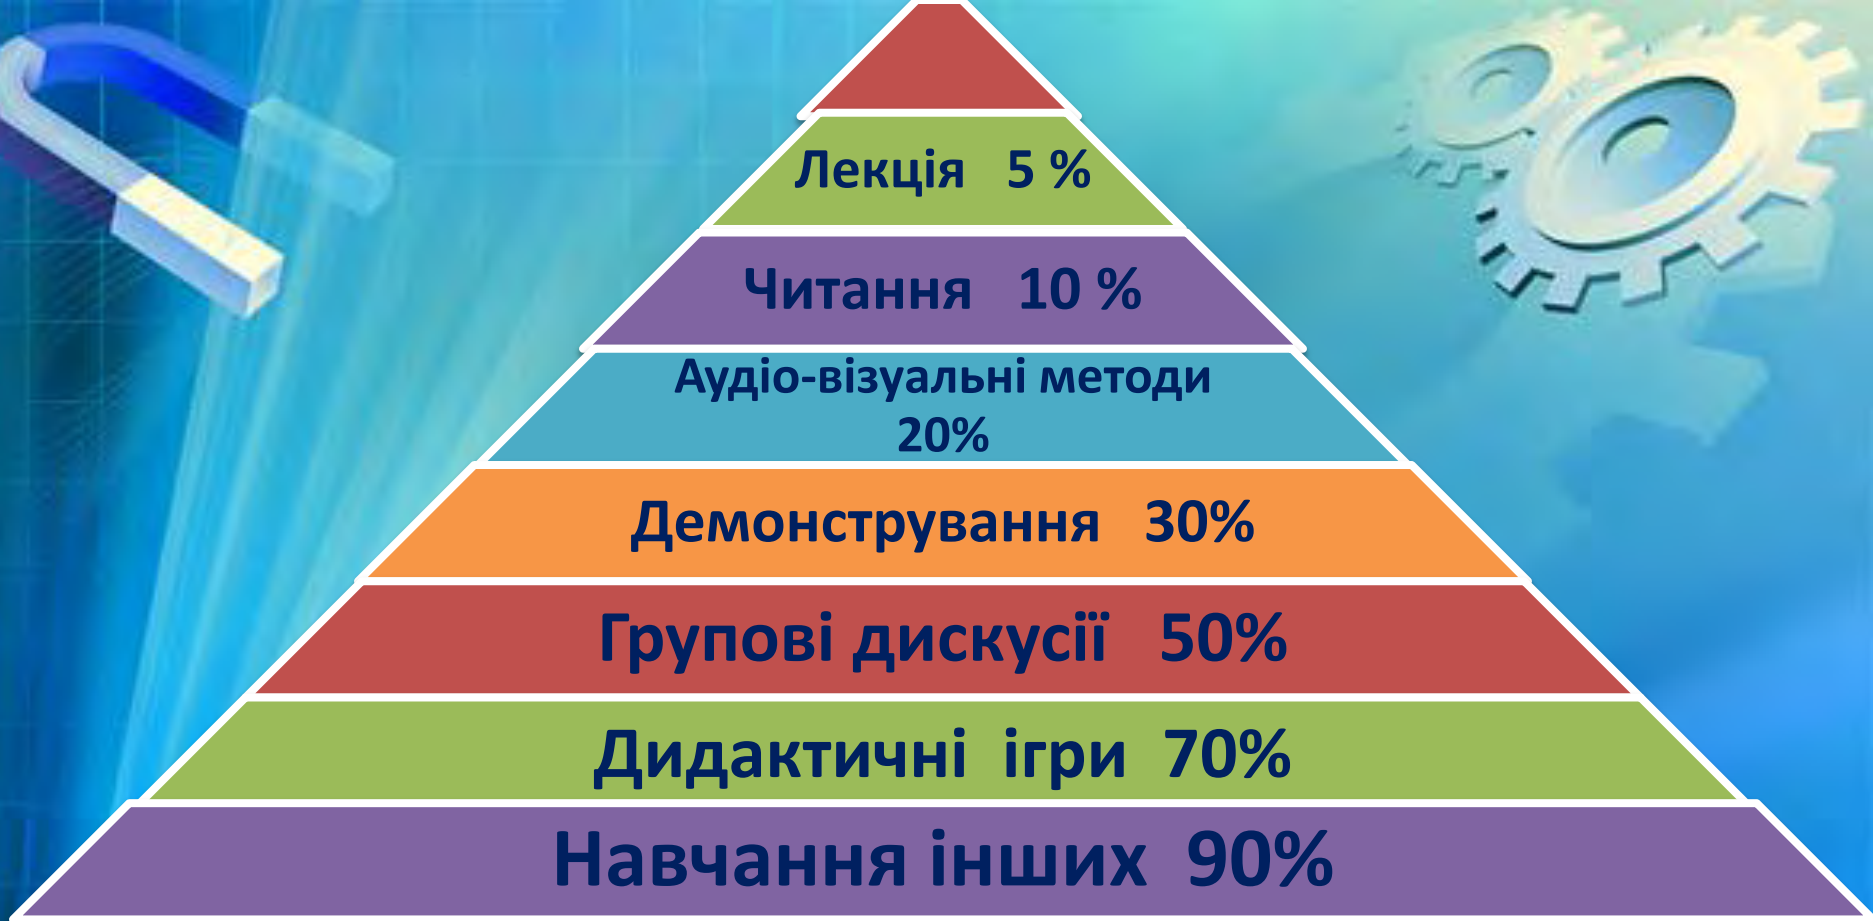 Лекція 5 %
Читання 10 %
Аудіо-візуальні методи
20%
Демонстрування 30%
Групові дискусії 50%
Дидактичні ігри 70%
Навчання інших 90%